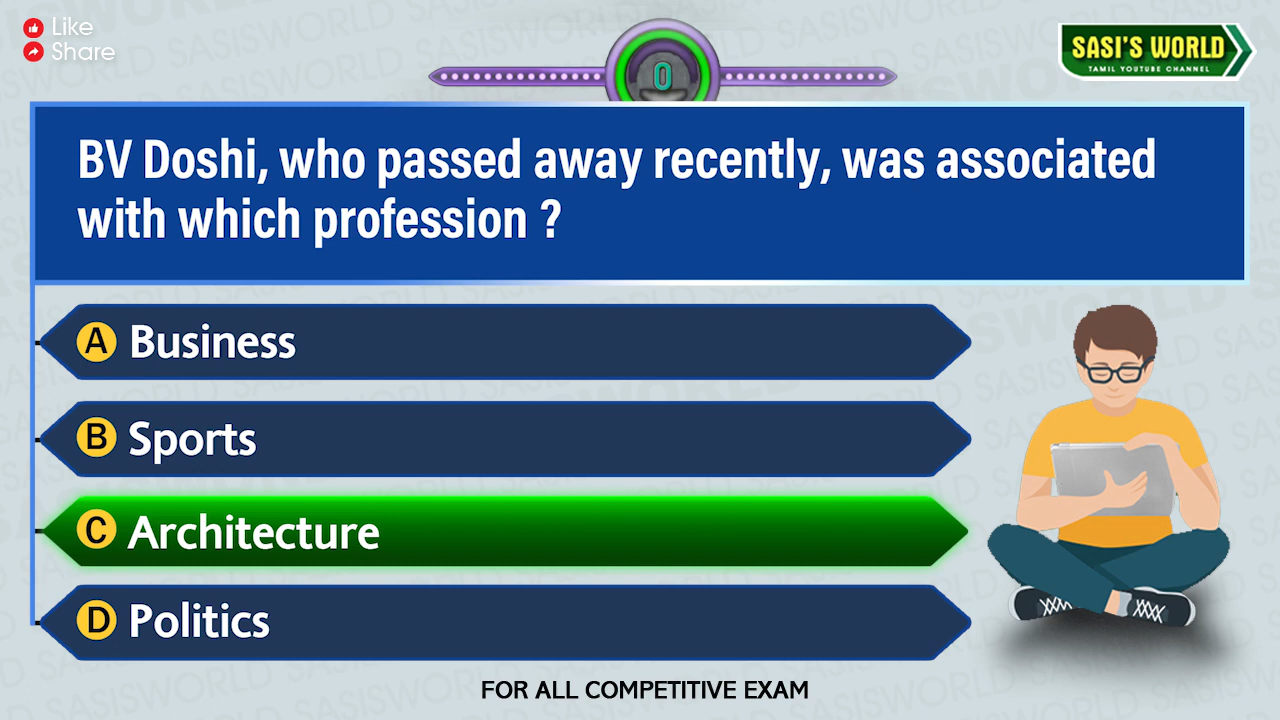 Like
Share
0
SASI'S WORLD
TAMIL YOUTUBE CHANNEL
BV Doshi, who passed away recently, was associated
with which profession ?
A Business
B Sports
C Architecture
D Politics
FOR ALL COMPETITIVE EXAM